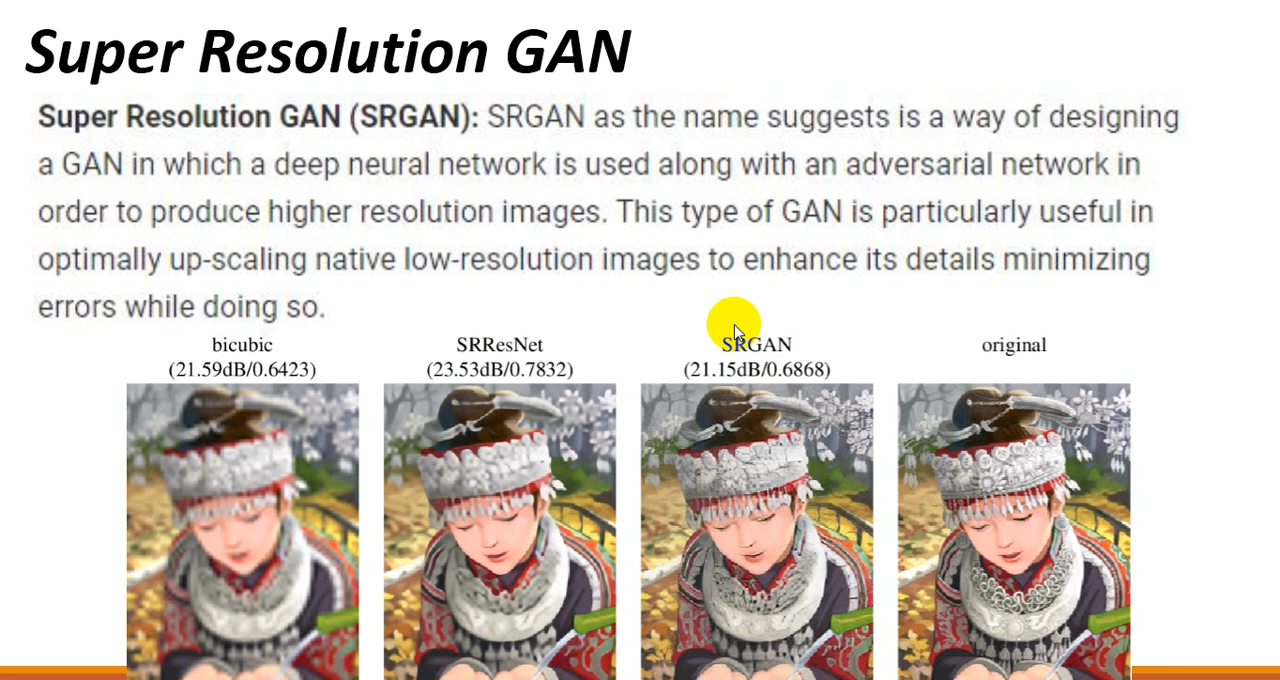 Super Resolution GAN
Super Resolution GAN (SRGAN): SRGAN as the name suggests is a way of designing
a GAN in which a deep neural network is used along with an adversarial network in
order to produce higher resolution images. This type of GAN is particularly useful in
optimally up-scaling native low-resolution images to enhance its details minimizing
errors while doing so.
bicubic SRResNet SRGAN original
(21.59dB/0.6423) (23.53dB/0.7832) (21.15dB/0.6868)